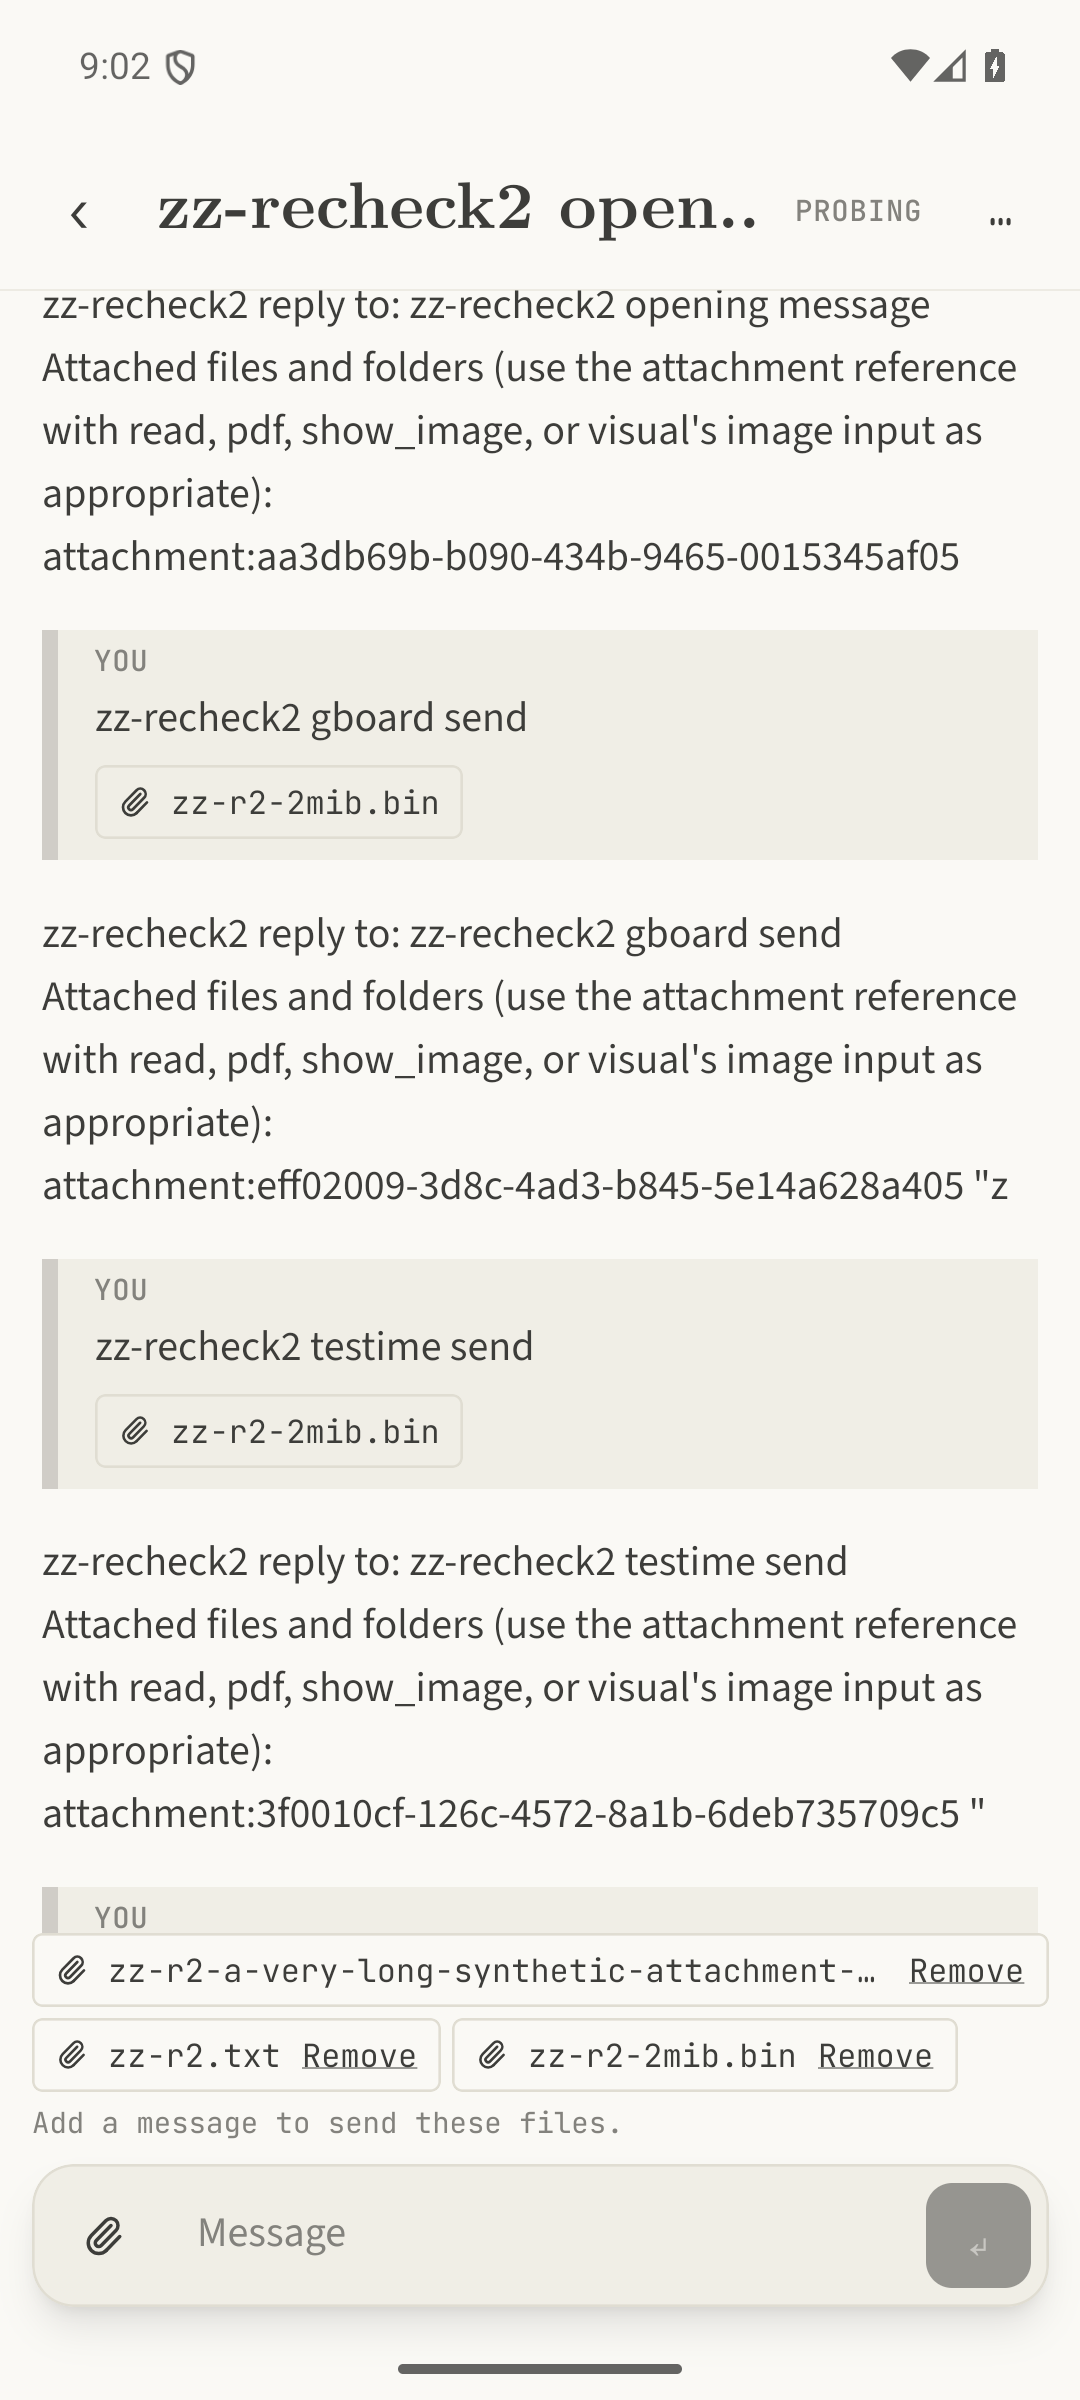 9:02
‹ zz-recheck2 open.. PROBING …
zz-recheck2 reply to: zz-recheck2 opening message
Attached files and folders (use the attachment reference
with read, pdf, show_image, or visual's image input as
appropriate):
attachment:aa3db69b-b090-434b-9465-0015345af05
YOU
zz-recheck2 gboard send
zz-r2-2mib.bin
zz-recheck2 reply to: zz-recheck2 gboard send
Attached files and folders (use the attachment reference
with read, pdf, show_image, or visual's image input as
appropriate):
attachment:eff02009-3d8c-4ad3-b845-5e14a628a405 "z
YOU
zz-recheck2 testime send
zz-r2-2mib.bin
zz-recheck2 reply to: zz-recheck2 testime send
Attached files and folders (use the attachment reference
with read, pdf, show_image, or visual's image input as
appropriate):
attachment:3f0010cf-126c-4572-8a1b-6deb735709c5 "
YOU
zz-r2-a-very-long-synthetic-attachment-… Remove
zz-r2.txt Remove zz-r2-2mib.bin Remove
Add a message to send these files.
Message